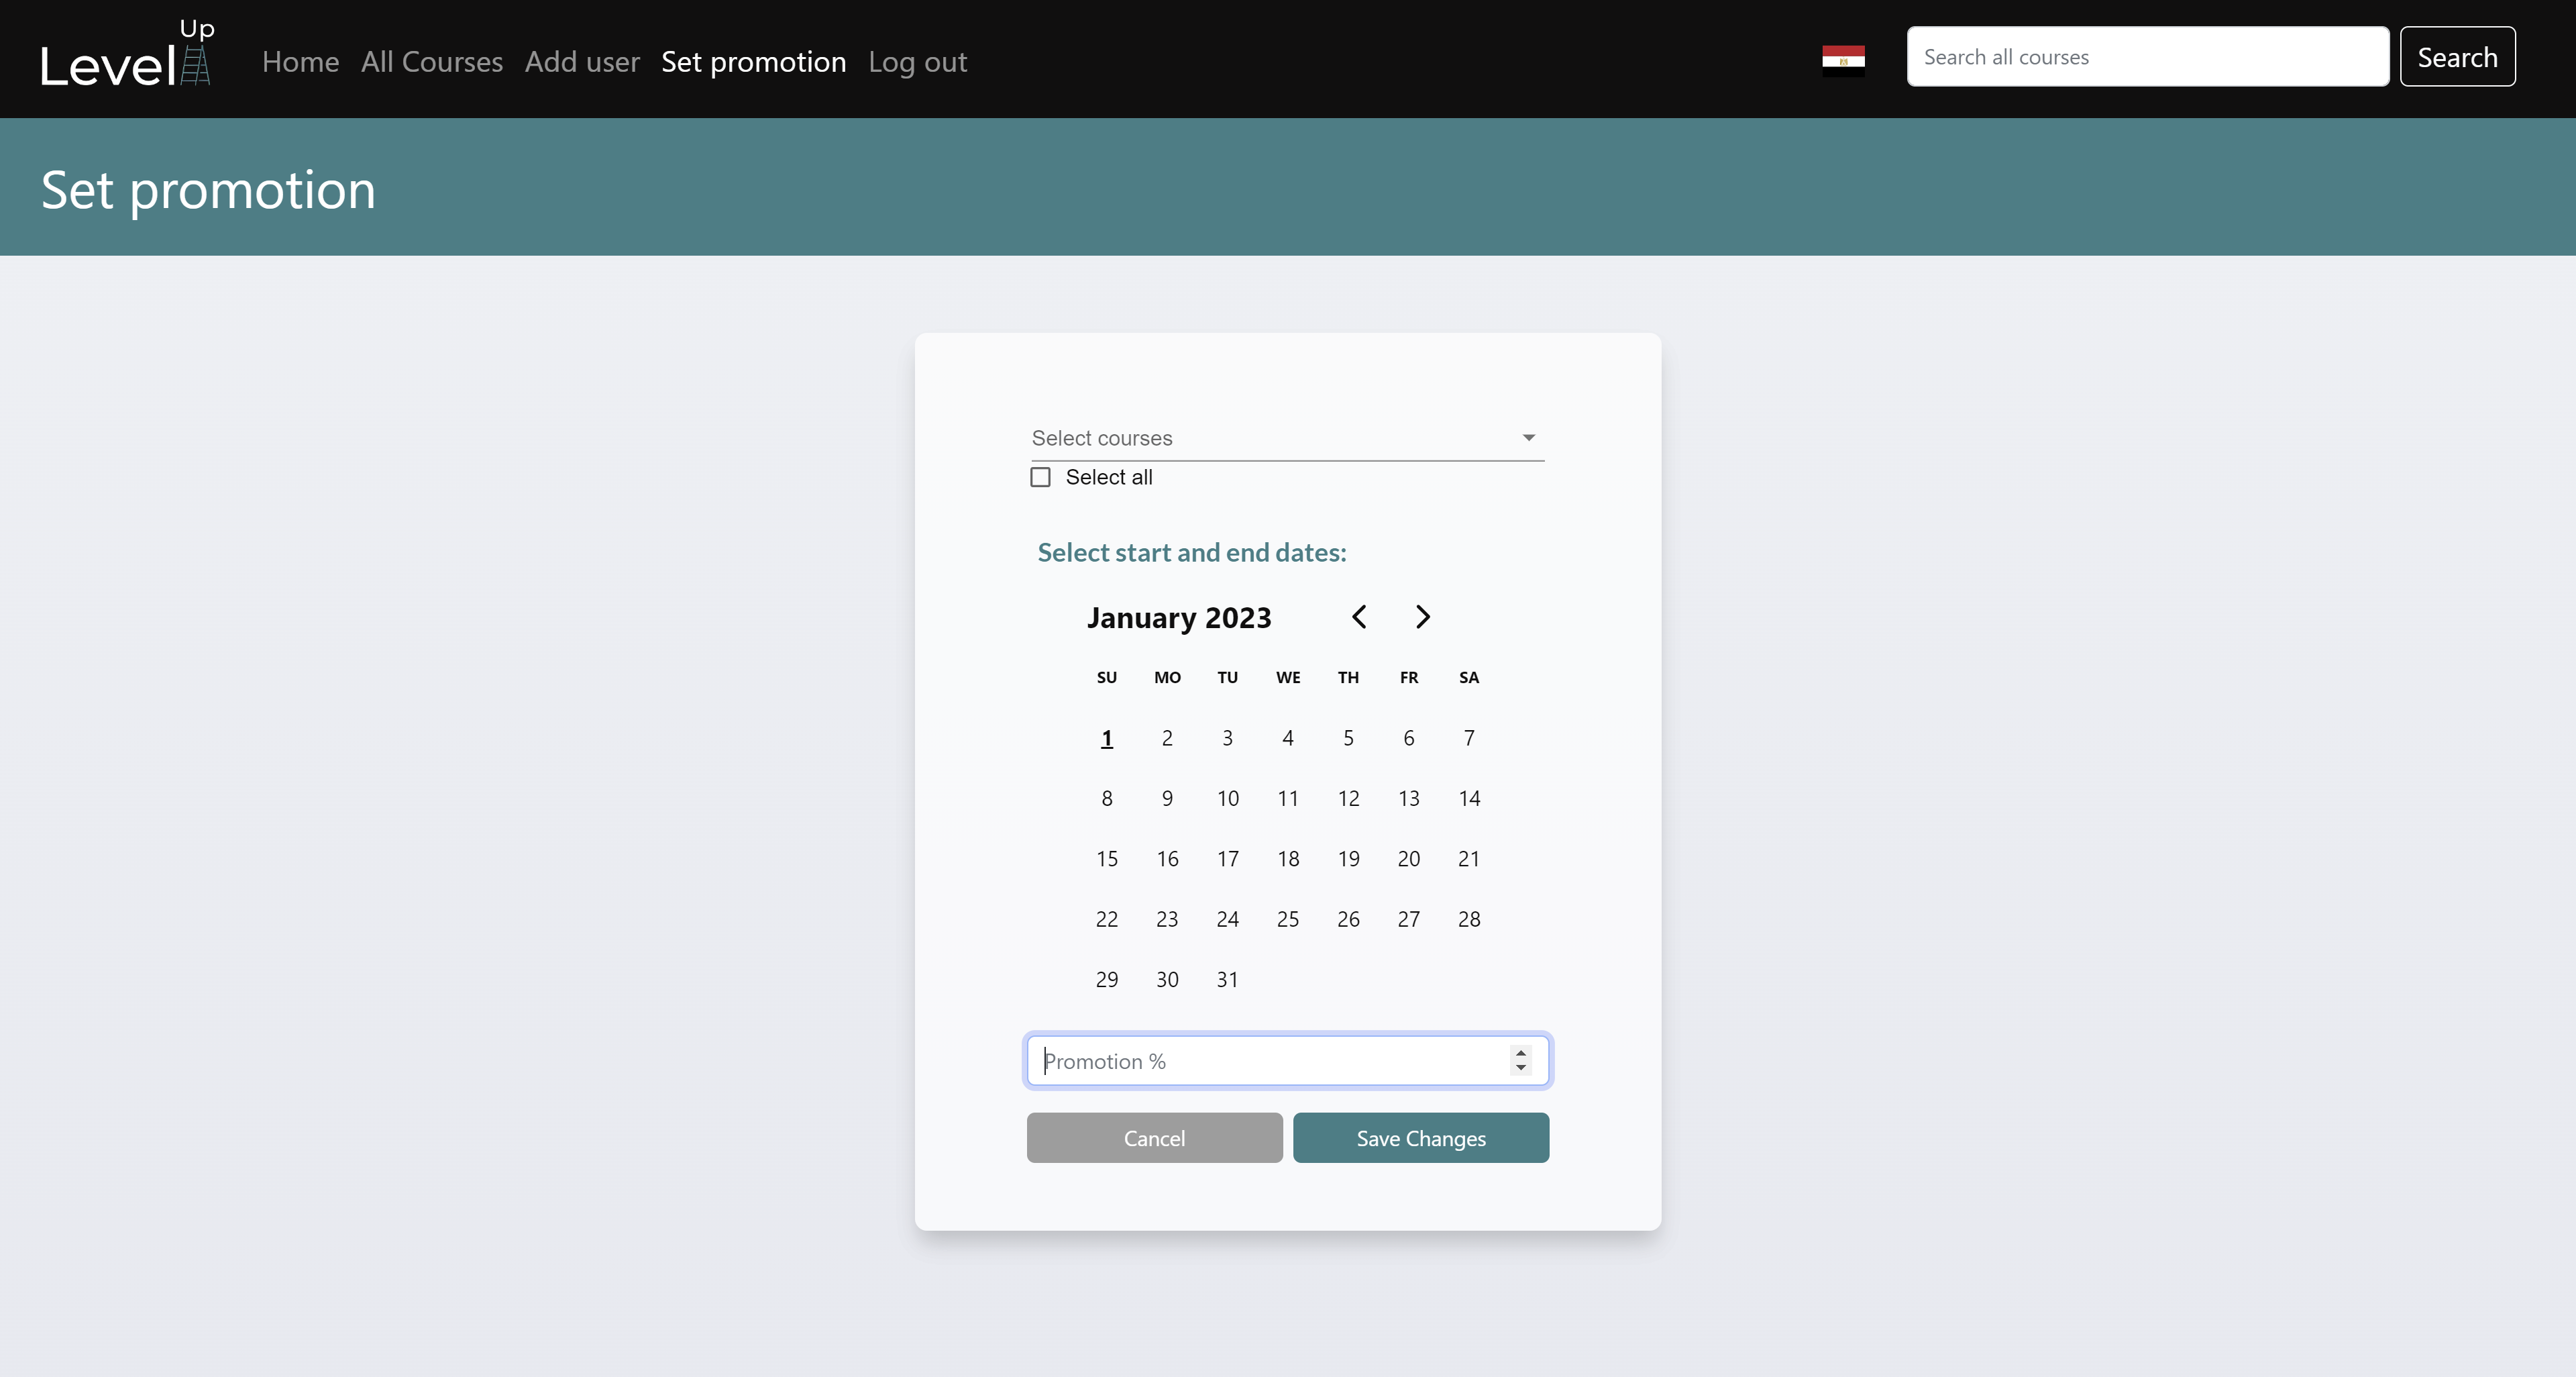 Level Up
Home All Courses Add user Set promotion Log out
Search all courses
Search
Set promotion
Select courses
Select all
Select start and end dates:
January 2023
SU MO TU WE TH FR SA
1 2 3 4 5 6 7
8 9 10 11 12 13 14
15 16 17 18 19 20 21
22 23 24 25 26 27 28
29 30 31
Promotion %
Cancel
Save Changes